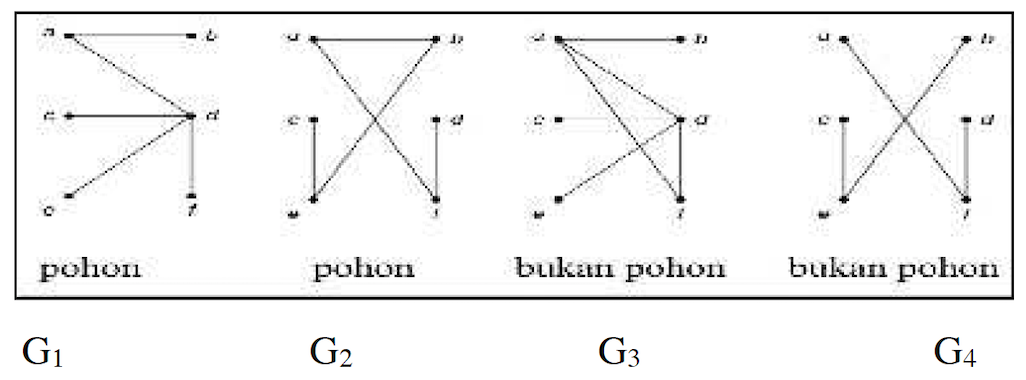 a b a b a b a b
c d c d c d c d
e f e f e f e f
pohon pohon bukan pohon bukan pohon
G1 G2 G3 G4